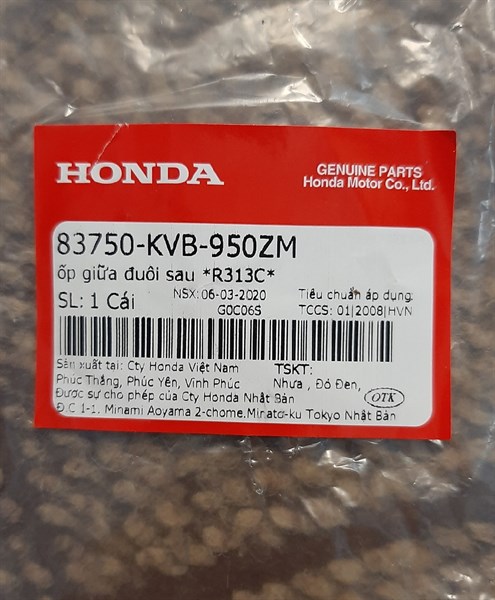 HONDA
GENUINE PARTS
Honda Motor Co., Ltd.
83750-KVB-950ZM
ốp giữa đuôi sau *R313C*
SL: 1 Cái
NSX: 06-03-2020
G0C06S
Tiêu chuẩn áp dụng:
TCCS: 01|2008|HVN
Sản xuất tại: Cty Honda Việt Nam
Phúc Thắng, Phúc Yên, Vĩnh Phúc
Được sự cho phép của Cty Honda Nhật Bản
Đ.C 1-1. Minami Aoyama 2-chome.Minato-ku Tokyo Nhật Bản
TSKT:
Nhựa , Đỏ Đen,
OTK